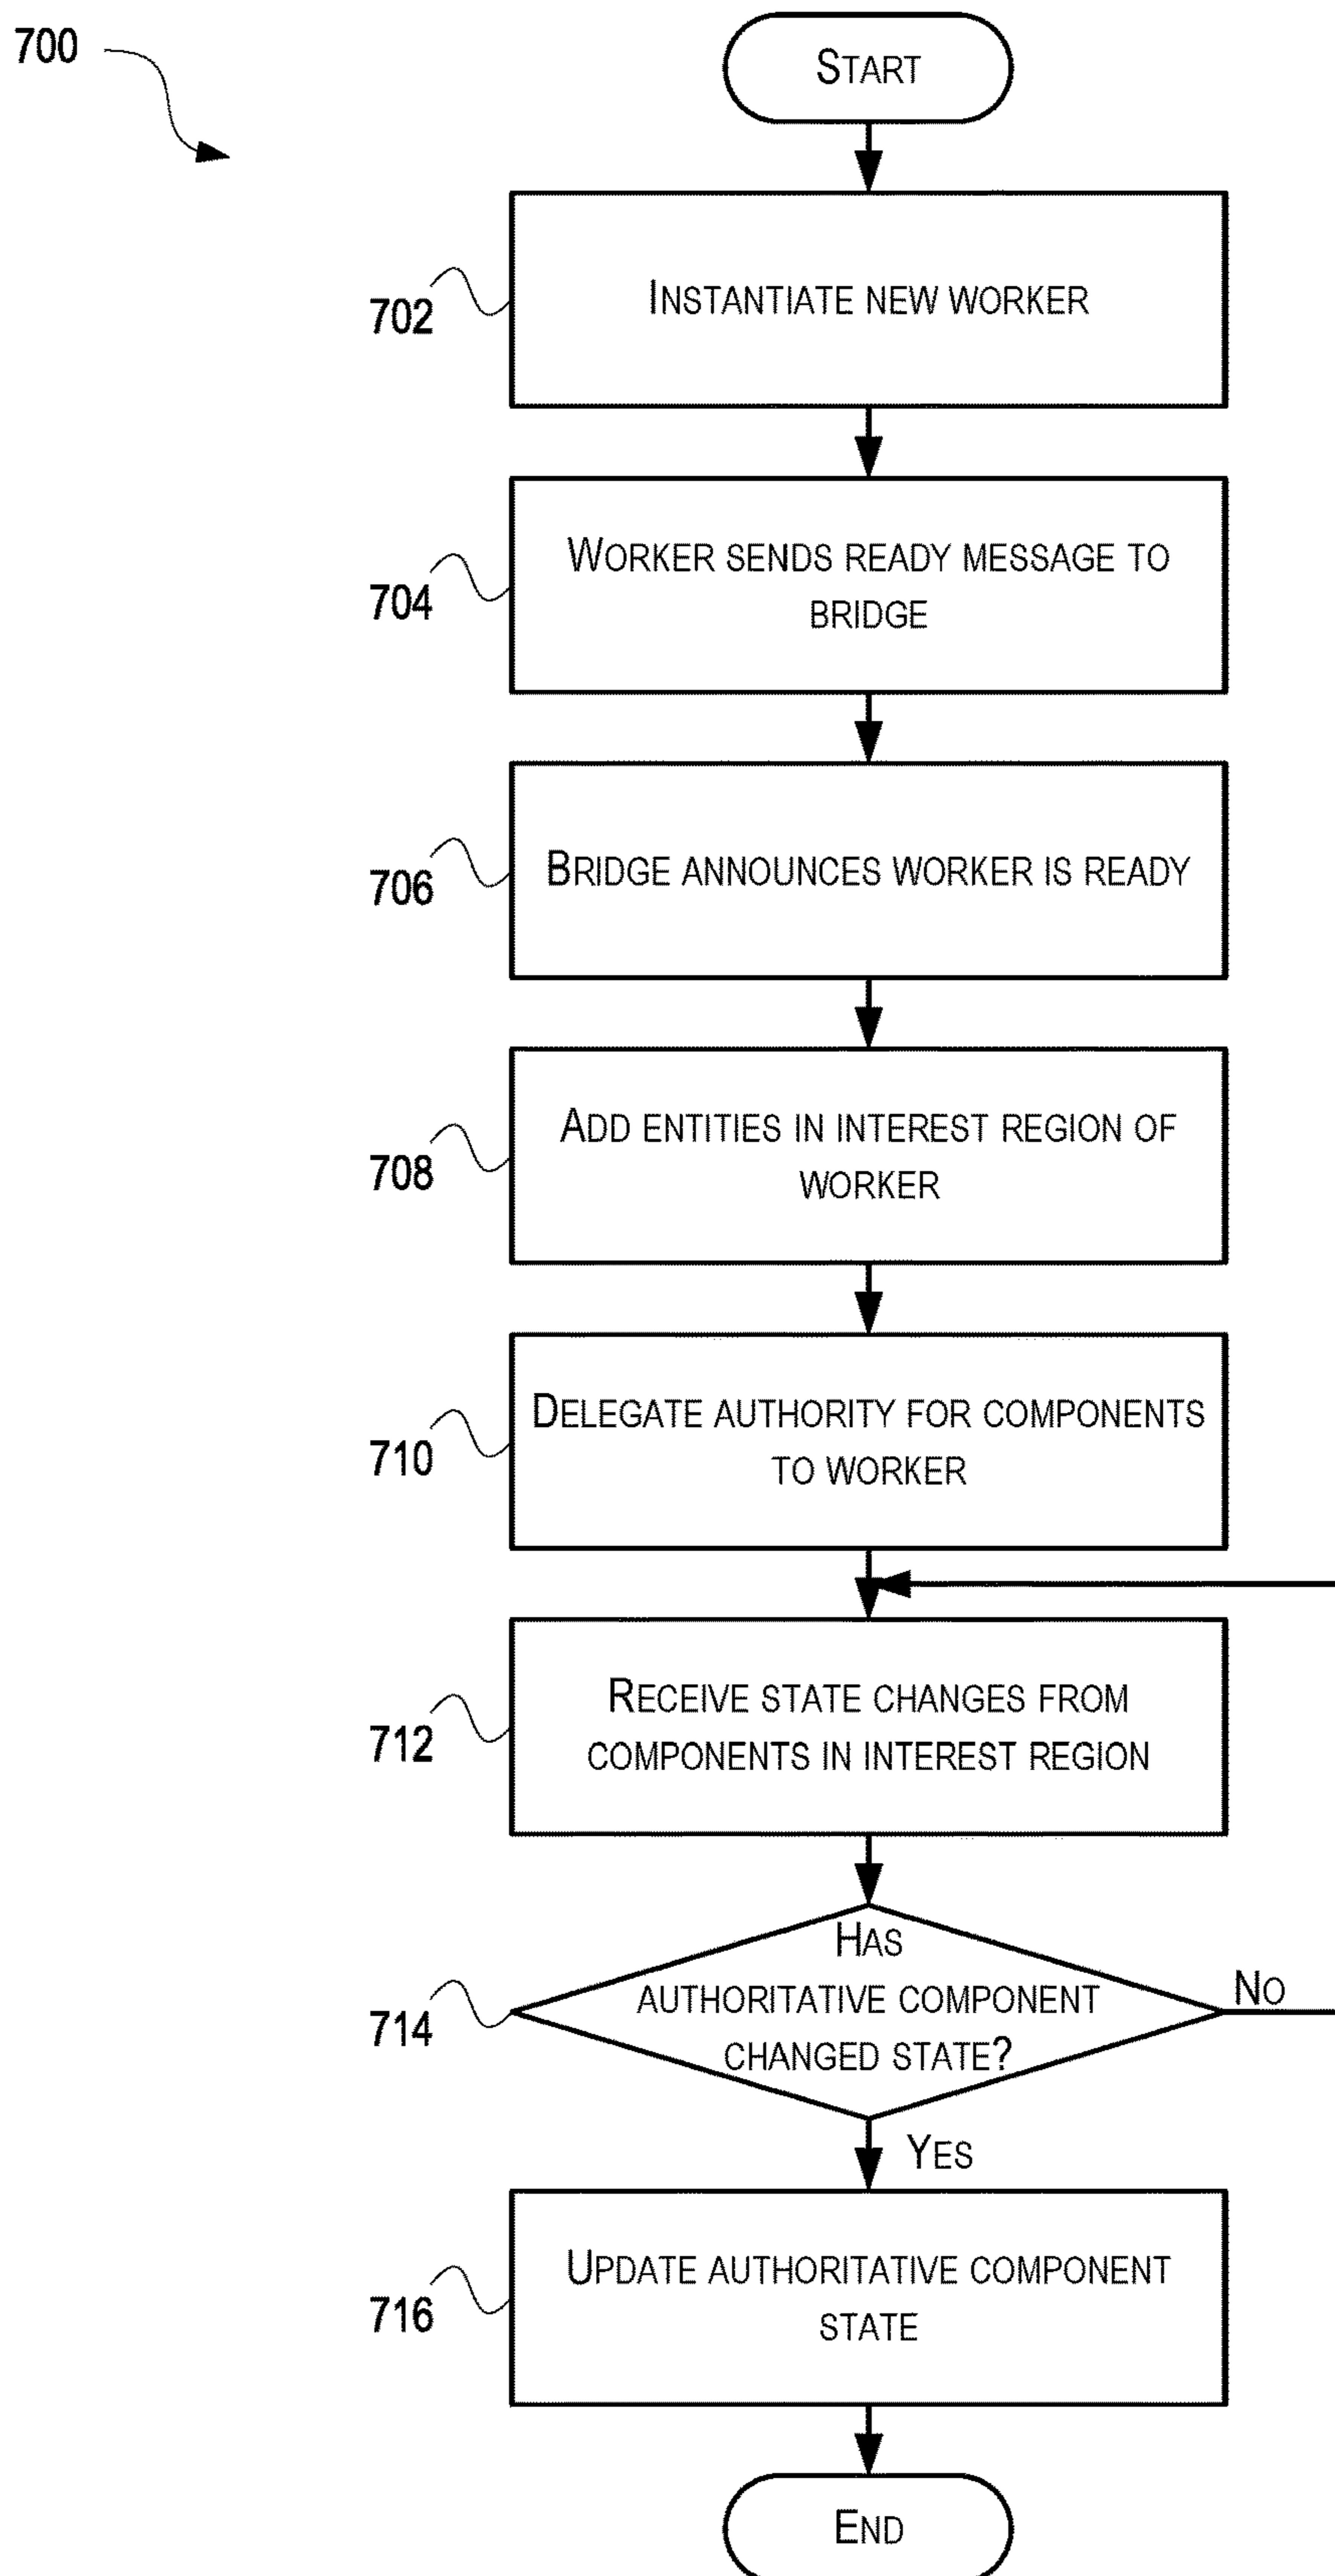 700
START
702
INSTANTIATE NEW WORKER
704
WORKER SENDS READY MESSAGE TO
BRIDGE
706
BRIDGE ANNOUNCES WORKER IS READY
708
ADD ENTITIES IN INTEREST REGION OF
WORKER
710
DELEGATE AUTHORITY FOR COMPONENTS
TO WORKER
712
RECEIVE STATE CHANGES FROM
COMPONENTS IN INTEREST REGION
714
HAS
AUTHORITATIVE COMPONENT
CHANGED STATE?
NO
YES
716
UPDATE AUTHORITATIVE COMPONENT
STATE
END